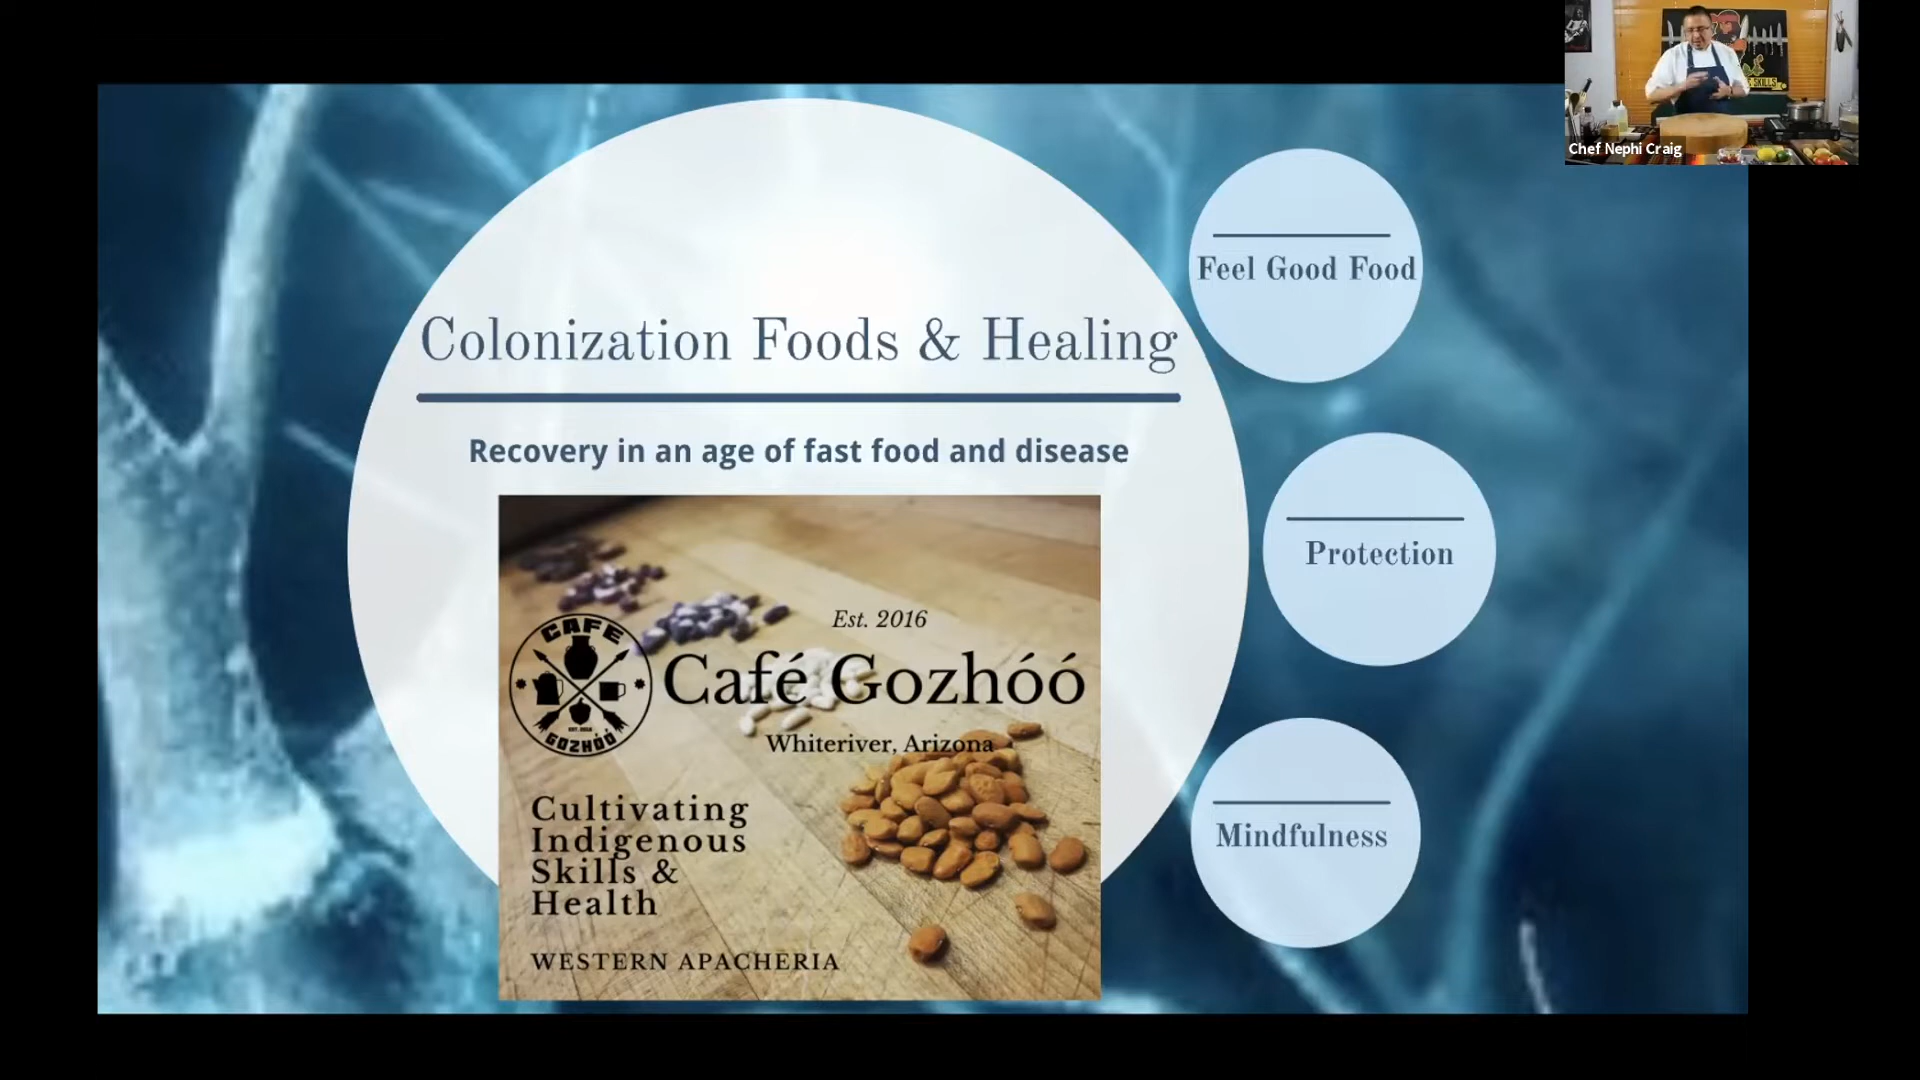 Colonization Foods & Healing
Recovery in an age of fast food and disease
CAFE
GOZHÓÓ
Est. 2016
Café Gozhóó
Whiteriver, Arizona
Cultivating
Indigenous
Skills &
Health
WESTERN APACHERIA
Feel Good Food
Protection
Mindfulness
SKILLS
Chef Nephi Craig